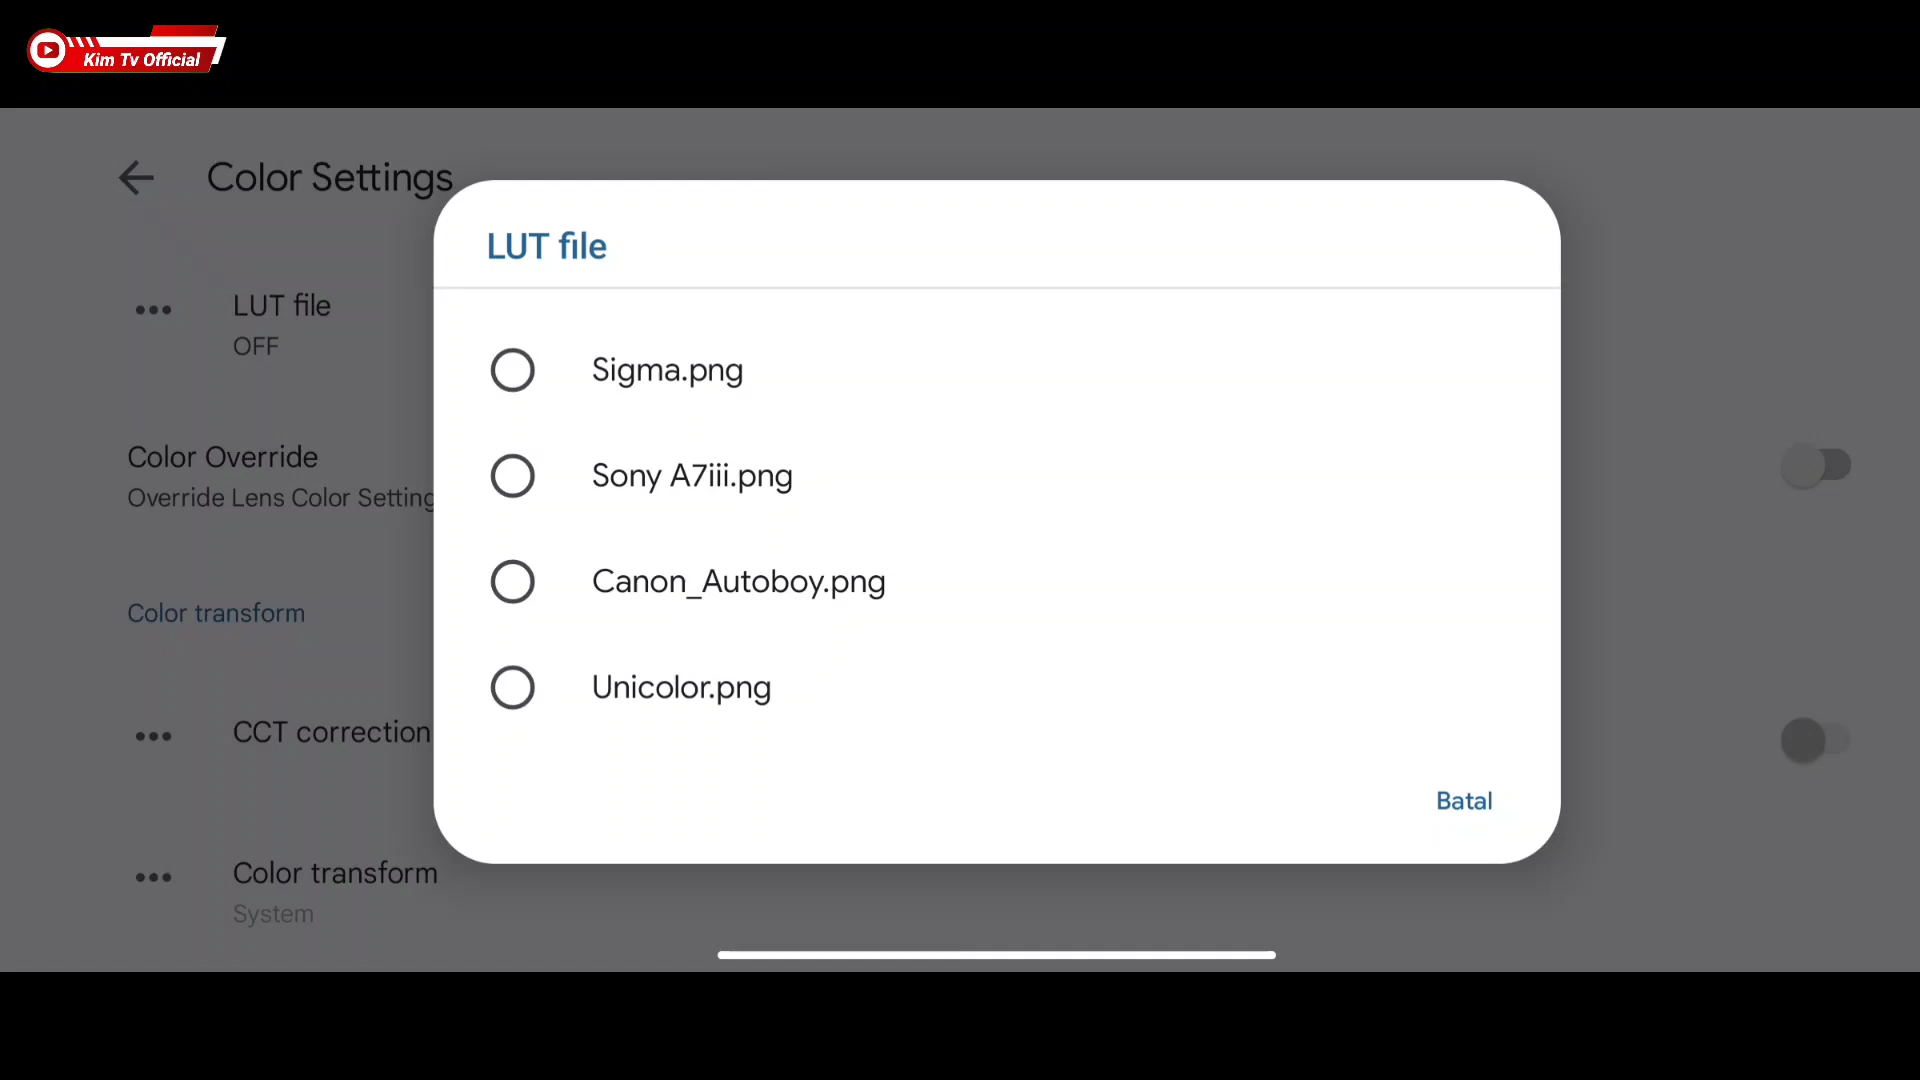 Kim Tv Official
Color Settings
LUT file
OFF
Color Override
Override Lens Color Setting
Color transform
CCT correction
Color transform
System
LUT file
Sigma.png
Sony A7iii.png
Canon_Autoboy.png
Unicolor.png
Batal